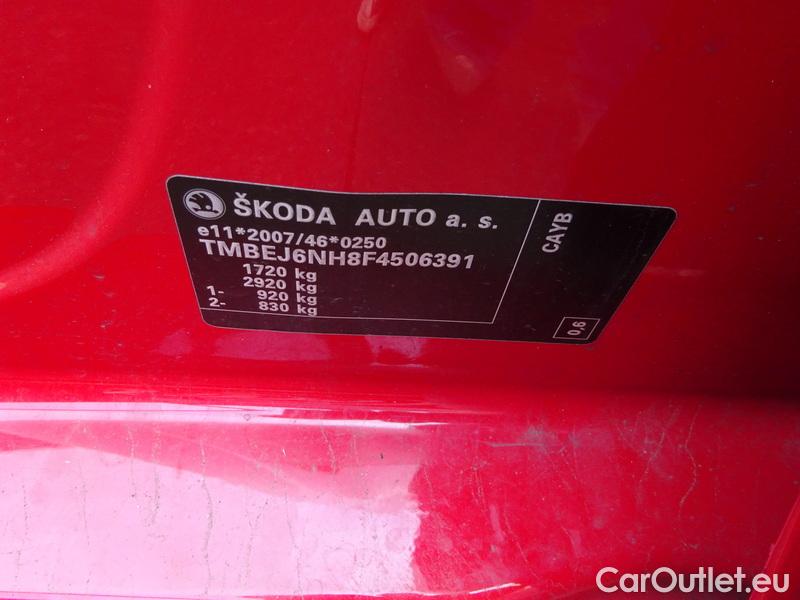 ŠKODA AUTO a. s.
e11*2007/46*0250
TMBEJ6NH8F4506391
1720 kg
2920 kg
1- 920 kg
2- 830 kg
CAYB
0,6
CarOutlet.eu